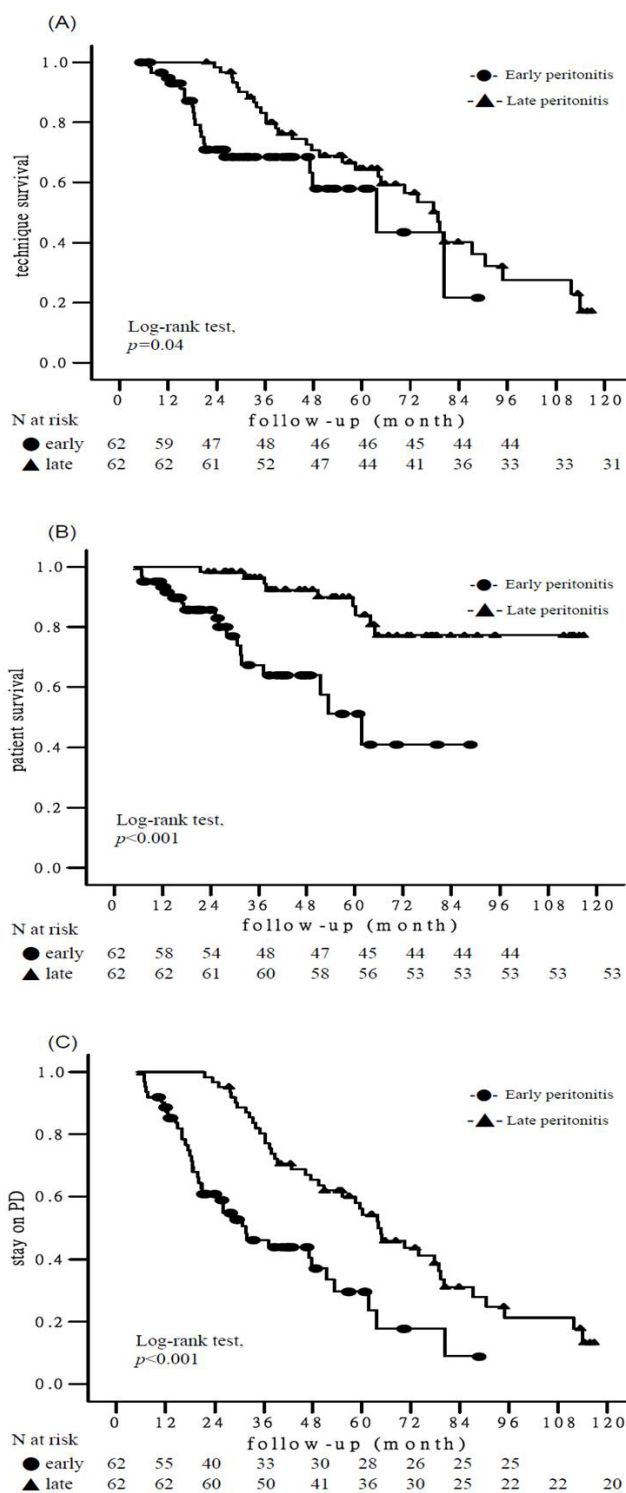 (A)
1.0
0.8
0.6
0.4
0.2
0.0
technique survival
Early peritonitis
Late peritonitis
Log-rank test,
p=0.04
0 12 24 36 48 60 72 84 96 108 120
follow-up (month)
N at risk
early 62 59 47 48 46 46 45 44 44
late 62 62 61 52 47 44 41 36 33 33 31
(B)
1.0
0.8
0.6
0.4
0.2
0.0
patient survival
Early peritonitis
Late peritonitis
Log-rank test,
p<0.001
0 12 24 36 48 60 72 84 96 108 120
follow-up (month)
N at risk
early 62 58 54 48 47 45 44 44 44
late 62 62 61 60 58 56 53 53 53 53 53
(C)
1.0
0.8
0.6
0.4
0.2
0.0
stay on PD
Early peritonitis
Late peritonitis
Log-rank test,
p<0.001
0 12 24 36 48 60 72 84 96 108 120
follow-up (month)
N at risk
early 62 55 40 33 30 28 26 25 25
late 62 62 60 50 41 36 30 25 22 22 20